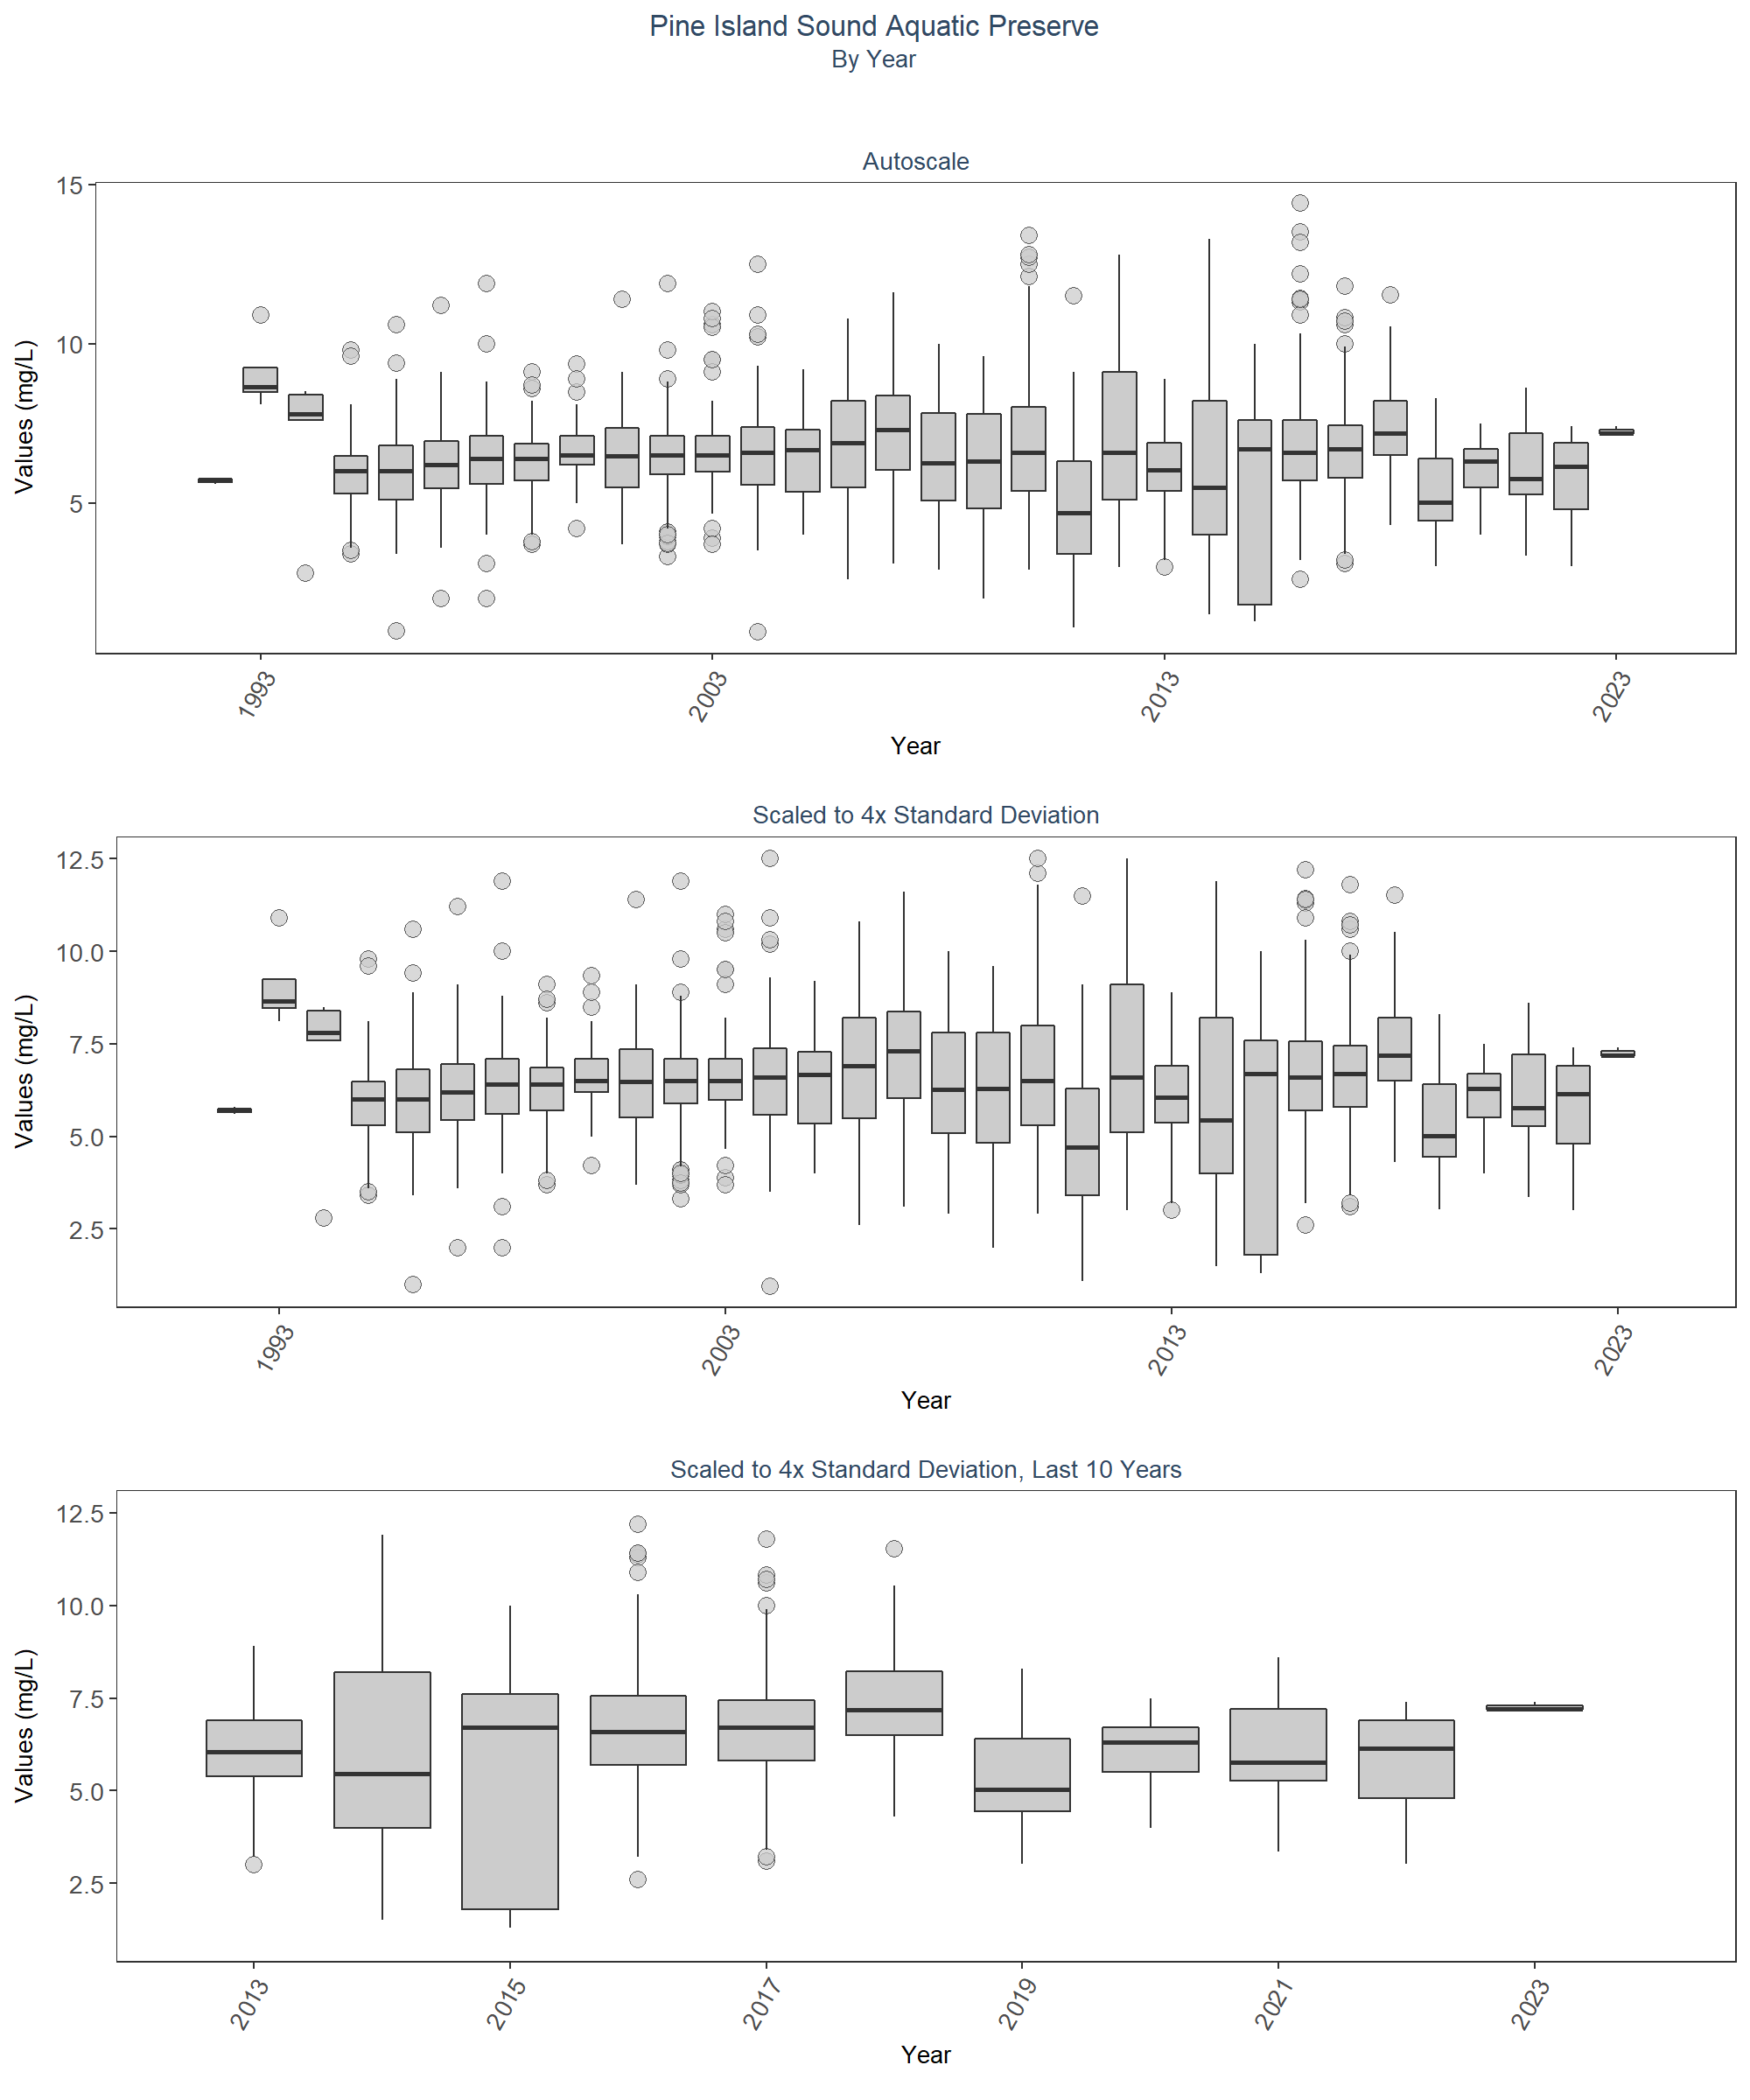 Pine Island Sound Aquatic Preserve
By Year
Autoscale
15
10
5
Values (mg/L)
1993
2003
2013
2023
Year
Scaled to 4x Standard Deviation
12.5
10.0
7.5
5.0
2.5
Values (mg/L)
1993
2003
2013
2023
Year
Scaled to 4x Standard Deviation, Last 10 Years
12.5
10.0
7.5
5.0
2.5
Values (mg/L)
2013
2015
2017
2019
2021
2023
Year